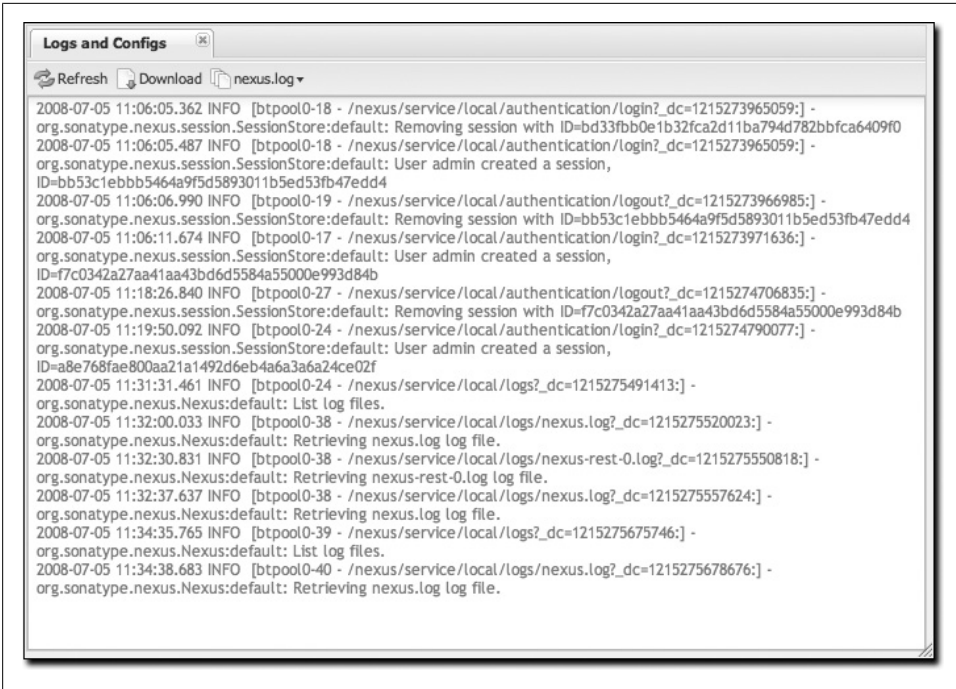 Logs and Configs
Refresh Download nexus.log
2008-07-05 11:06:05.362 INFO [btpool0-18 - /nexus/service/local/authentication/login?_dc=1215273965059:] -
org.sonatype.nexus.session.SessionStore:default: Removing session with ID=bd33fbb0e1b32fca2d11ba794d782bbfca6409f0
2008-07-05 11:06:05.487 INFO [btpool0-18 - /nexus/service/local/authentication/login?_dc=1215273965059:] -
org.sonatype.nexus.session.SessionStore:default: User admin created a session,
ID=bb53c1ebbb5464a9f5d5893011b5ed53fb47edd4
2008-07-05 11:06:06.990 INFO [btpool0-19 - /nexus/service/local/authentication/logout?_dc=1215273966985:] -
org.sonatype.nexus.session.SessionStore:default: Removing session with ID=bb53c1ebbb5464a9f5d5893011b5ed53fb47edd4
2008-07-05 11:06:11.674 INFO [btpool0-17 - /nexus/service/local/authentication/login?_dc=1215273971636:] -
org.sonatype.nexus.session.SessionStore:default: User admin created a session,
ID=f7c0342a27aa41aa43bd6d5584a55000e993d84b
2008-07-05 11:18:26.840 INFO [btpool0-27 - /nexus/service/local/authentication/logout?_dc=1215274706835:] -
org.sonatype.nexus.session.SessionStore:default: Removing session with ID=f7c0342a27aa41aa43bd6d5584a55000e993d84b
2008-07-05 11:19:50.092 INFO [btpool0-24 - /nexus/service/local/authentication/login?_dc=1215274790077:] -
org.sonatype.nexus.session.SessionStore:default: User admin created a session,
ID=a8e768fae800aa21a1492d6eb4a6a3a6a24ce02f
2008-07-05 11:31:31.461 INFO [btpool0-24 - /nexus/service/local/logs?_dc=1215275491413:] -
org.sonatype.nexus.Nexus:default: List log files.
2008-07-05 11:32:00.033 INFO [btpool0-38 - /nexus/service/local/logs/nexus.log?_dc=1215275520023:] -
org.sonatype.nexus.Nexus:default: Retrieving nexus.log log file.
2008-07-05 11:32:30.831 INFO [btpool0-38 - /nexus/service/local/logs/nexus-rest-0.log?_dc=1215275550818:] -
org.sonatype.nexus.Nexus:default: Retrieving nexus-rest-0.log log file.
2008-07-05 11:32:37.637 INFO [btpool0-38 - /nexus/service/local/logs/nexus.log?_dc=1215275557624:] -
org.sonatype.nexus.Nexus:default: Retrieving nexus.log log file.
2008-07-05 11:34:35.765 INFO [btpool0-39 - /nexus/service/local/logs?_dc=1215275675746:] -
org.sonatype.nexus.Nexus:default: List log files.
2008-07-05 11:34:38.683 INFO [btpool0-40 - /nexus/service/local/logs/nexus.log?_dc=1215275678676:] -
org.sonatype.nexus.Nexus:default: Retrieving nexus.log log file.